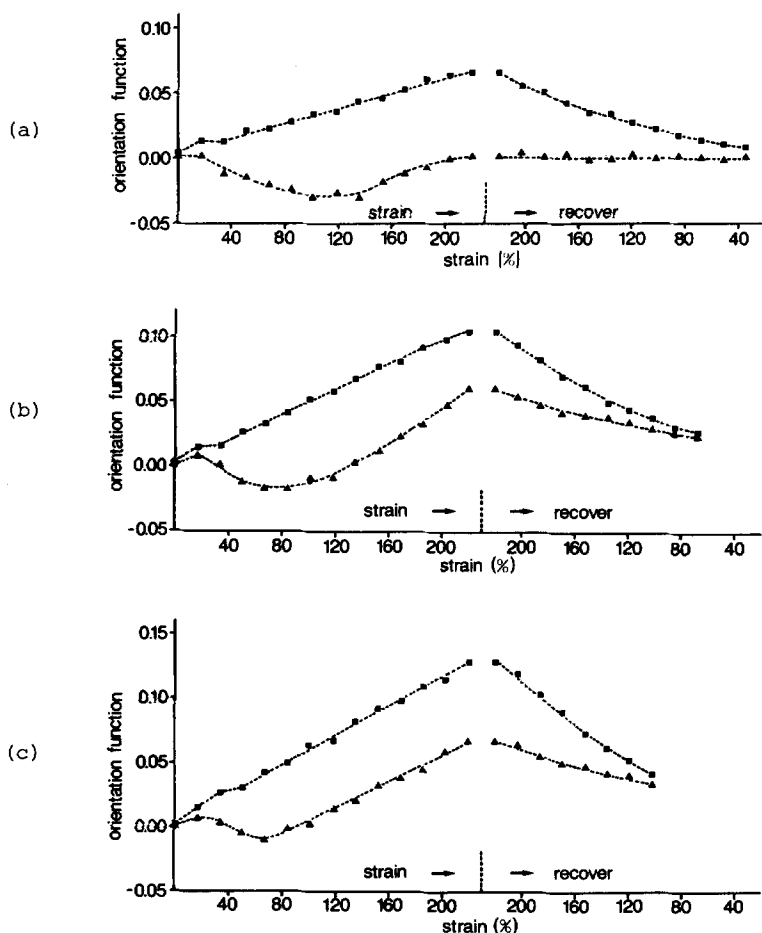 (a)
orientation function
0.10
0.05
0.00
-0.05
strain → recover
40 80 120 160 200 200 160 120 80 40
strain (%)
(b)
orientation function
0.10
0.05
0.00
-0.05
strain → → recover
40 80 120 160 200 200 160 120 80 40
strain (%)
(c)
orientation function
0.15
0.10
0.05
0.00
-0.05
strain → → recover
40 80 120 160 200 200 160 120 80 40
strain (%)